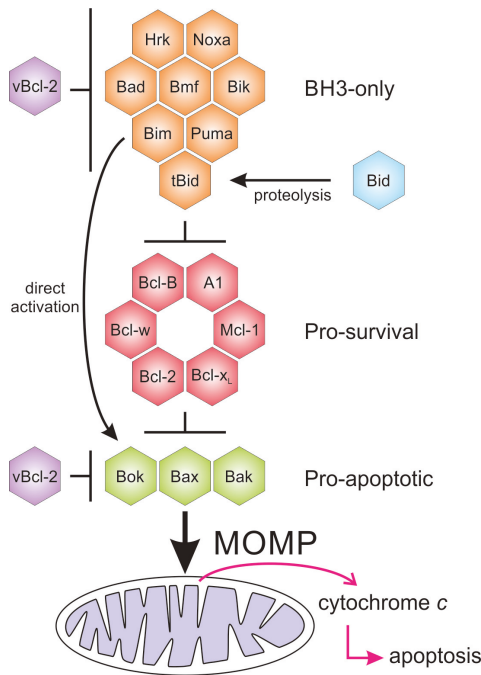 Hrk Noxa
vBcl-2 Bad Bmf Bik BH3-only
Bim Puma
tBid Bid
proteolysis
direct
activation
Bcl-B A1
Bcl-w Mcl-1 Pro-survival
Bcl-2 Bcl-xL
vBcl-2 Bok Bax Bak Pro-apoptotic
MOMP
cytochrome c
apoptosis